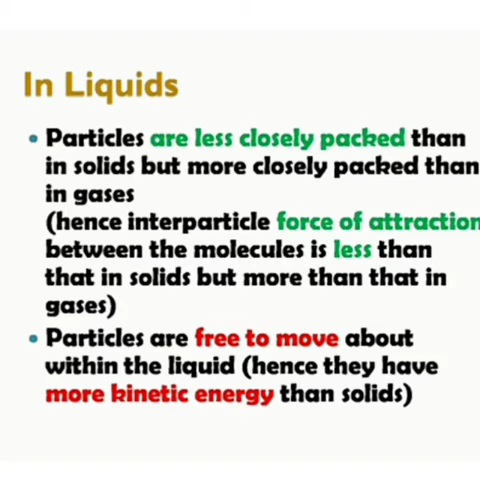 In Liquids
• Particles are less closely packed than
in solids but more closely packed than
in gases
(hence interparticle force of attraction
between the molecules is less than
that in solids but more than that in
gases)
• Particles are free to move about
within the liquid (hence they have
more kinetic energy than solids)